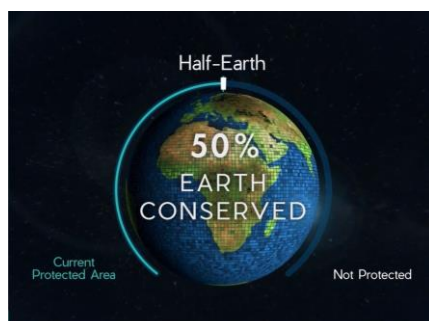 Half-Earth
50%
EARTH
CONSERVED
Current
Protected Area
Not Protected